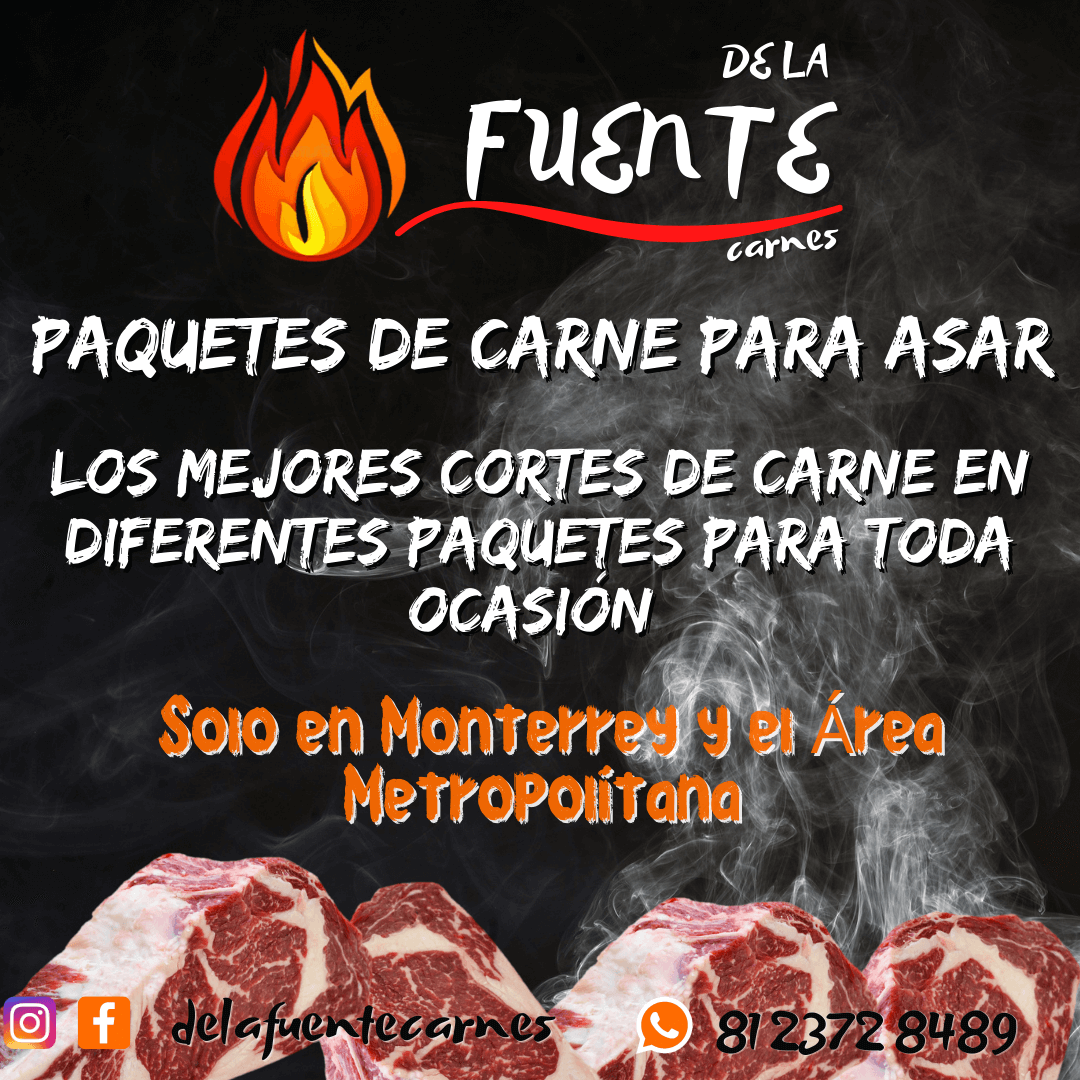 DE LA
FUENTE
carnes
PAQUETES DE CARNE PARA ASAR
LOS MEJORES CORTES DE CARNE EN
DIFERENTES PAQUETES PARA TODA
OCASIÓN
Solo en Monterrey y el Área
Metropolítana
delafuentecarnes
81 2372 8489